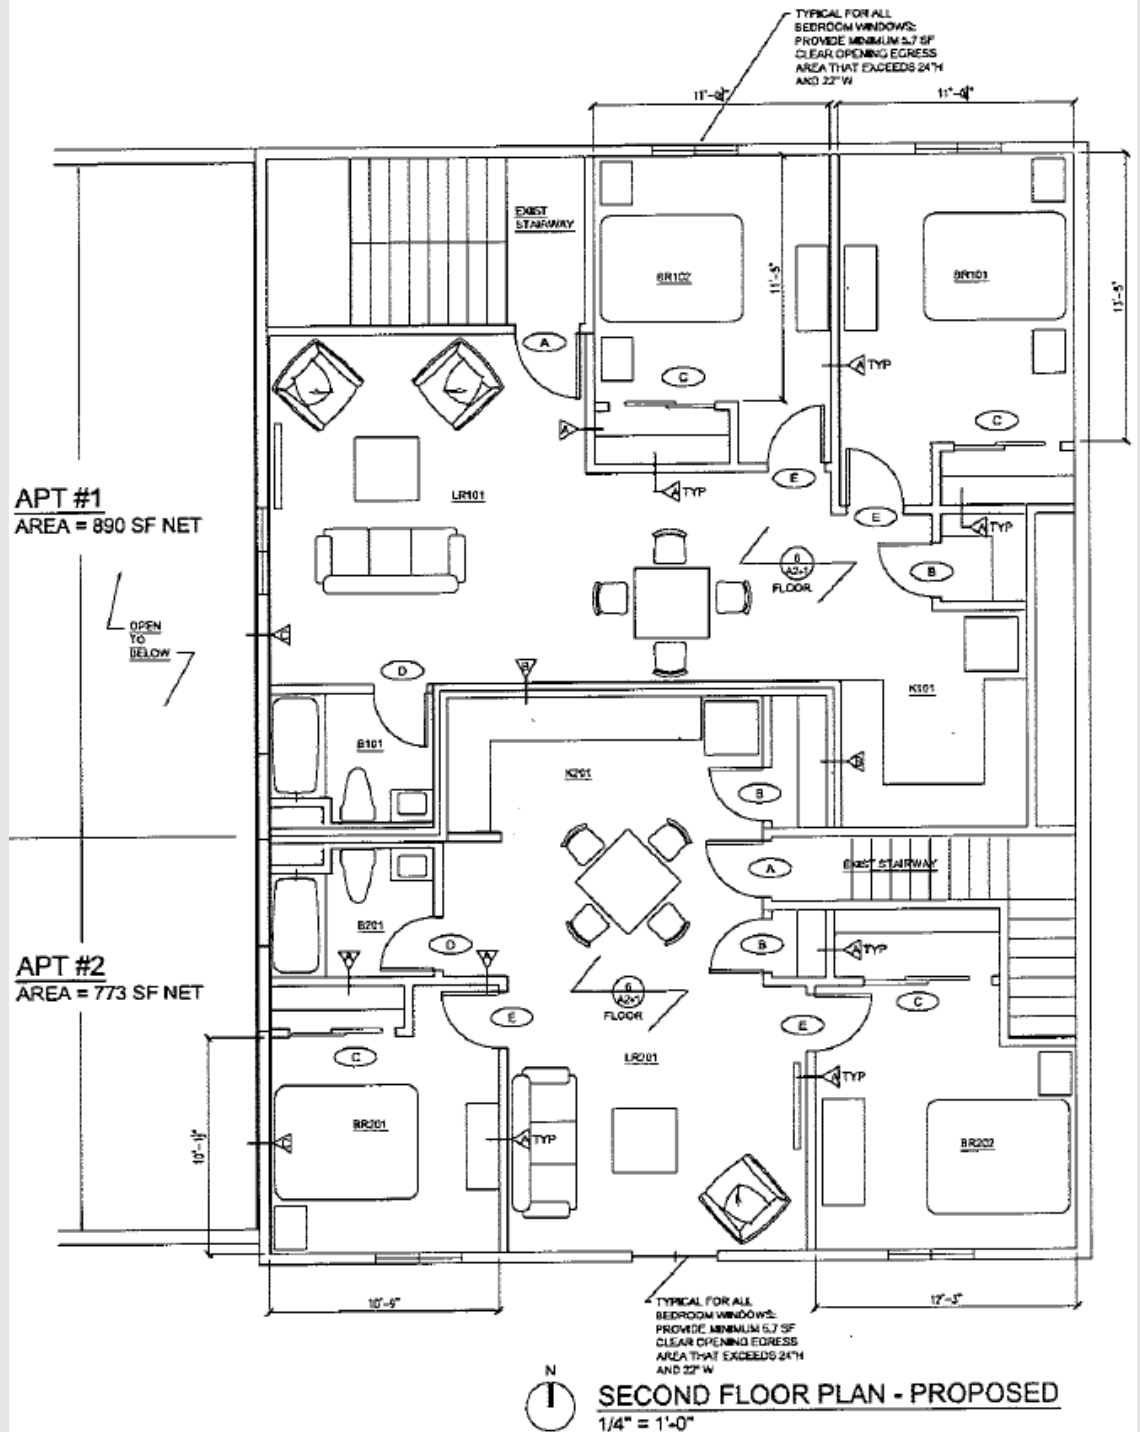 TYPICAL FOR ALL
BEDROOM WINDOWS:
PROVIDE MINIMUM 5.7 SF
CLEAR OPENING EGRESS
AREA THAT EXCEEDS 24"H
AND 22" W
EXIST
STAIRWAY
BR102
11'-5"
BR101
A
C
A TYP
C
A
E
APT #1
AREA = 890 SF NET
LR101
A TYP
E
A TYP
6
A2-1
FLOOR
B
OPEN
TO
BELOW
D
B
K101
B101
K201
B
B
A
EXIST STAIRWAY
B201
D
B
A TYP
A
A
APT #2
AREA = 773 SF NET
6
A2-1
FLOOR
C
E
E
C
LR201
A TYP
BR201
A TYP
BR202
10'-9"
12'-3"
TYPICAL FOR ALL
BEDROOM WINDOWS:
PROVIDE MINIMUM 5.7 SF
CLEAR OPENING EGRESS
AREA THAT EXCEEDS 24"H
AND 22" W
N
SECOND FLOOR PLAN - PROPOSED
1/4" = 1'-0"